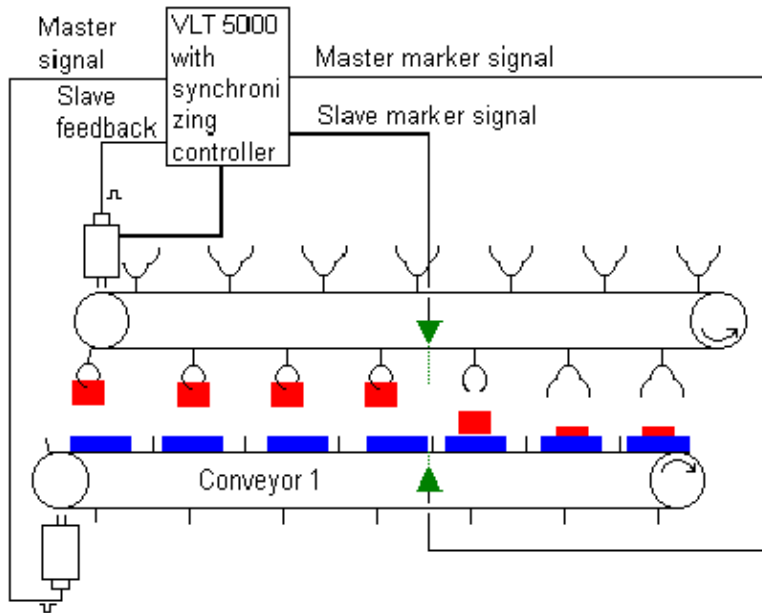 Master
signal
VLT 5000
with
synchroni
zing
controller
Master marker signal
Slave
feedback
Slave marker signal
Conveyor 1